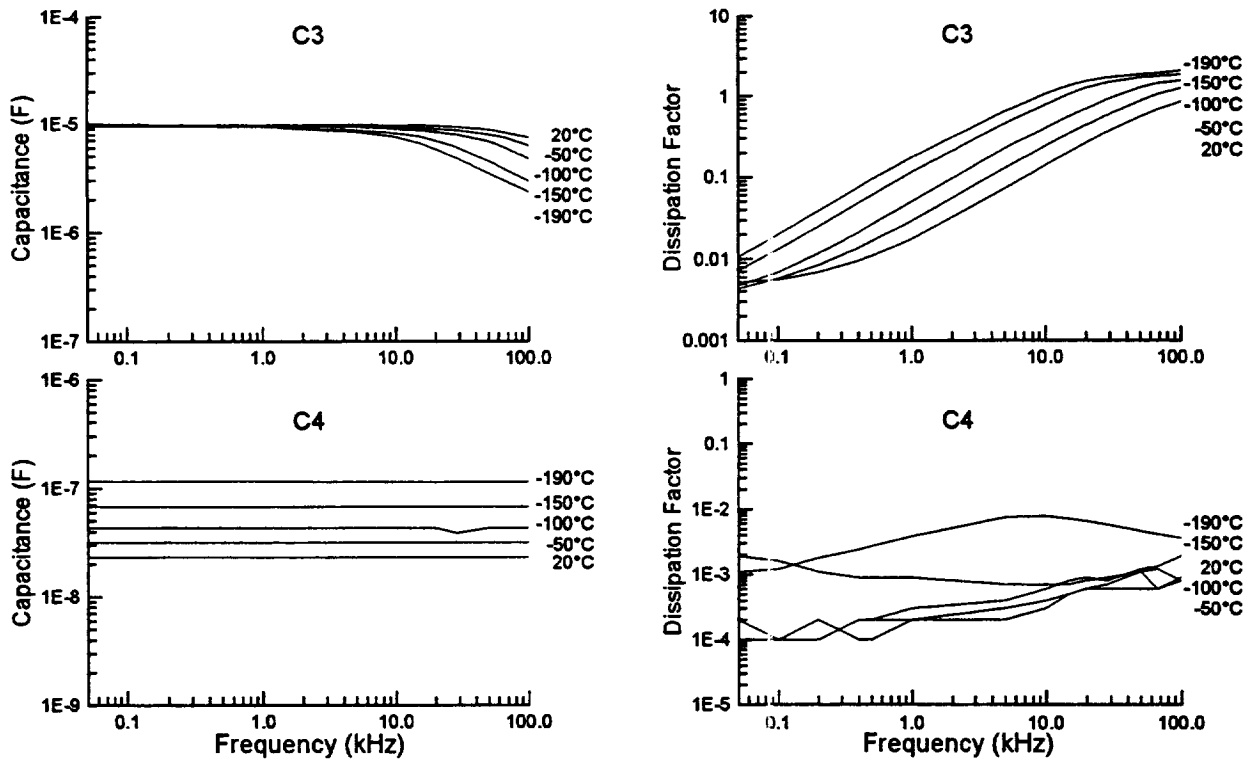 C3
Capacitance (F)
1E-4
1E-5
1E-6
1E-7
20°C
-50°C
-100°C
-150°C
-190°C
0.1 1.0 10.0 100.0
C3
Dissipation Factor
10
1
0.1
0.01
0.001
-190°C
-150°C
-100°C
-50°C
20°C
0.1 1.0 10.0 100.0
C4
Capacitance (F)
1E-6
1E-7
1E-8
1E-9
-190°C
-150°C
-100°C
-50°C
20°C
0.1 1.0 10.0 100.0
Frequency (kHz)
C4
Dissipation Factor
1
0.1
1E-2
1E-3
1E-4
1E-5
-190°C
-150°C
20°C
-100°C
-50°C
0.1 1.0 10.0 100.0
Frequency (kHz)